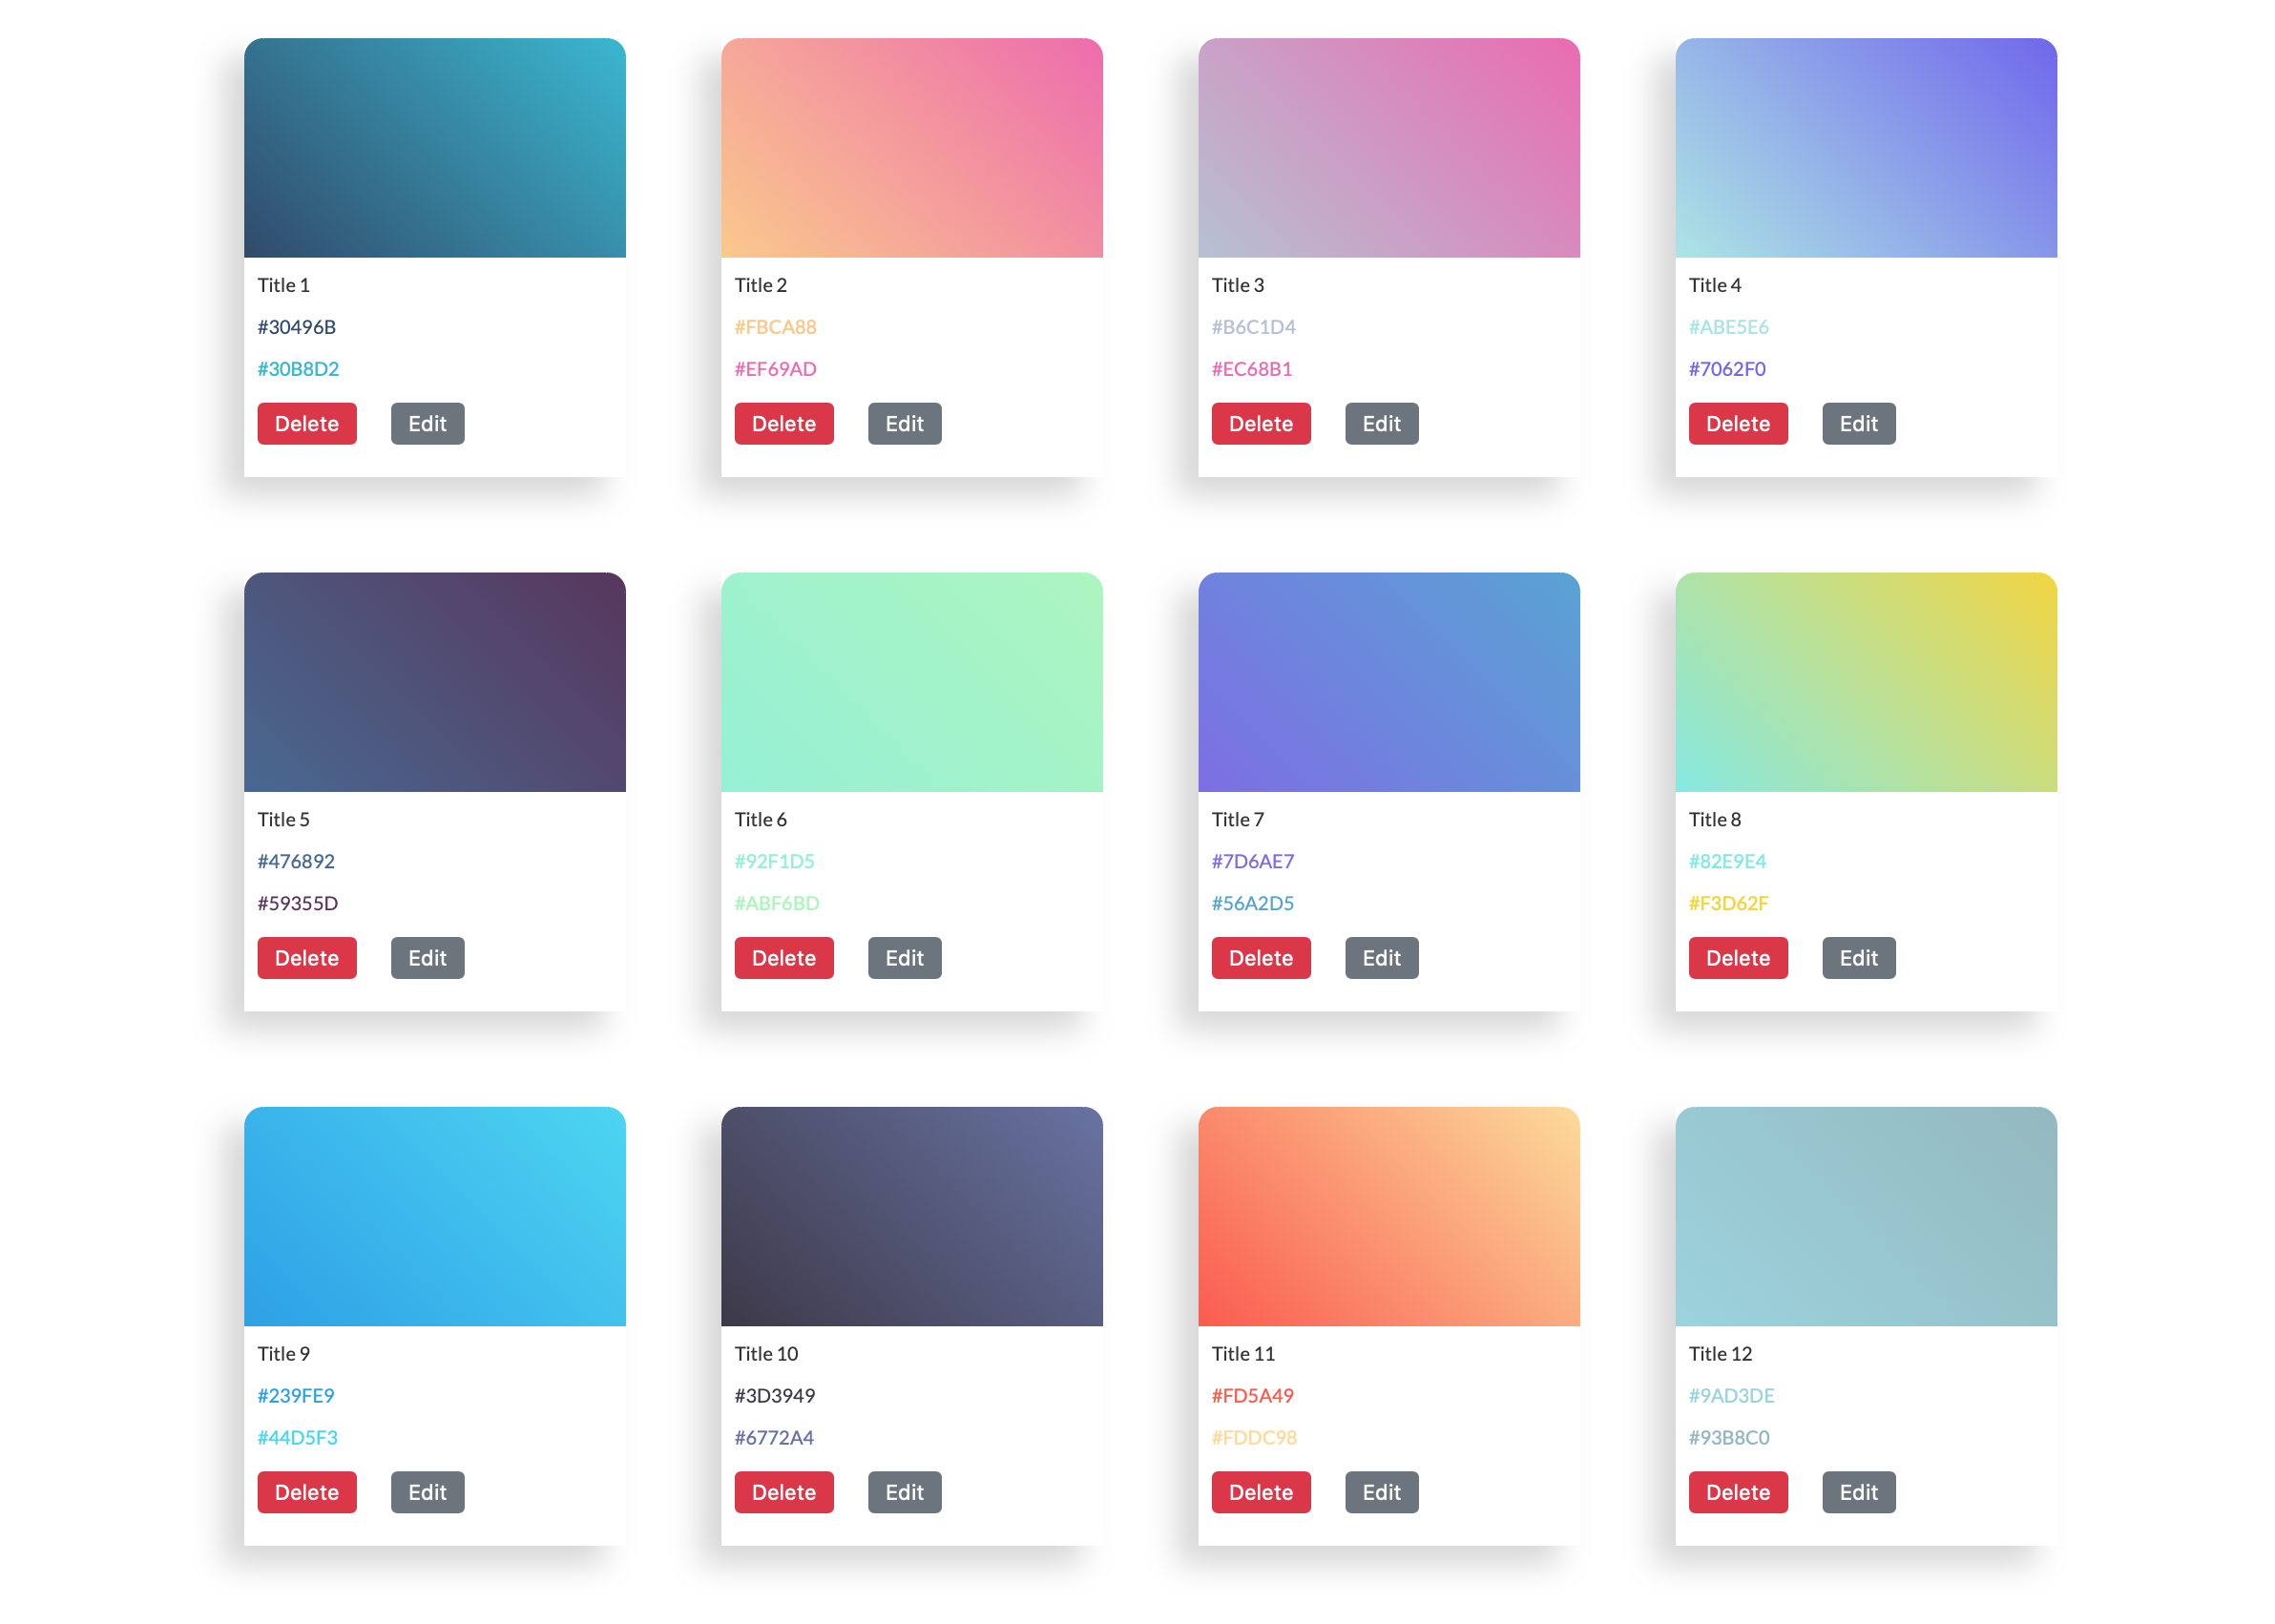 Title 1
#30496B
#30B8D2
Delete Edit
Title 2
#FBCA88
#EF69AD
Delete Edit
Title 3
#B6C1D4
#EC68B1
Delete Edit
Title 4
#ABE5E6
#7062F0
Delete Edit
Title 5
#476892
#59355D
Delete Edit
Title 6
#92F1D5
#ABF6BD
Delete Edit
Title 7
#7D6AE7
#56A2D5
Delete Edit
Title 8
#82E9E4
#F3D62F
Delete Edit
Title 9
#239FE9
#44D5F3
Delete Edit
Title 10
#3D3949
#6772A4
Delete Edit
Title 11
#FD5A49
#FDDC98
Delete Edit
Title 12
#9AD3DE
#93B8C0
Delete Edit